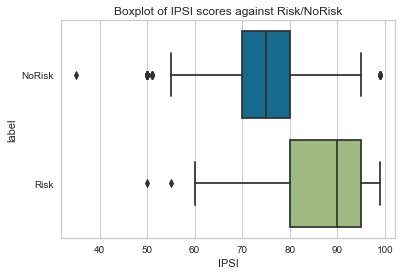 Boxplot of IPSI scores against Risk/NoRisk
NoRisk
label
Risk
40 50 60 70 80 90 100
IPSI